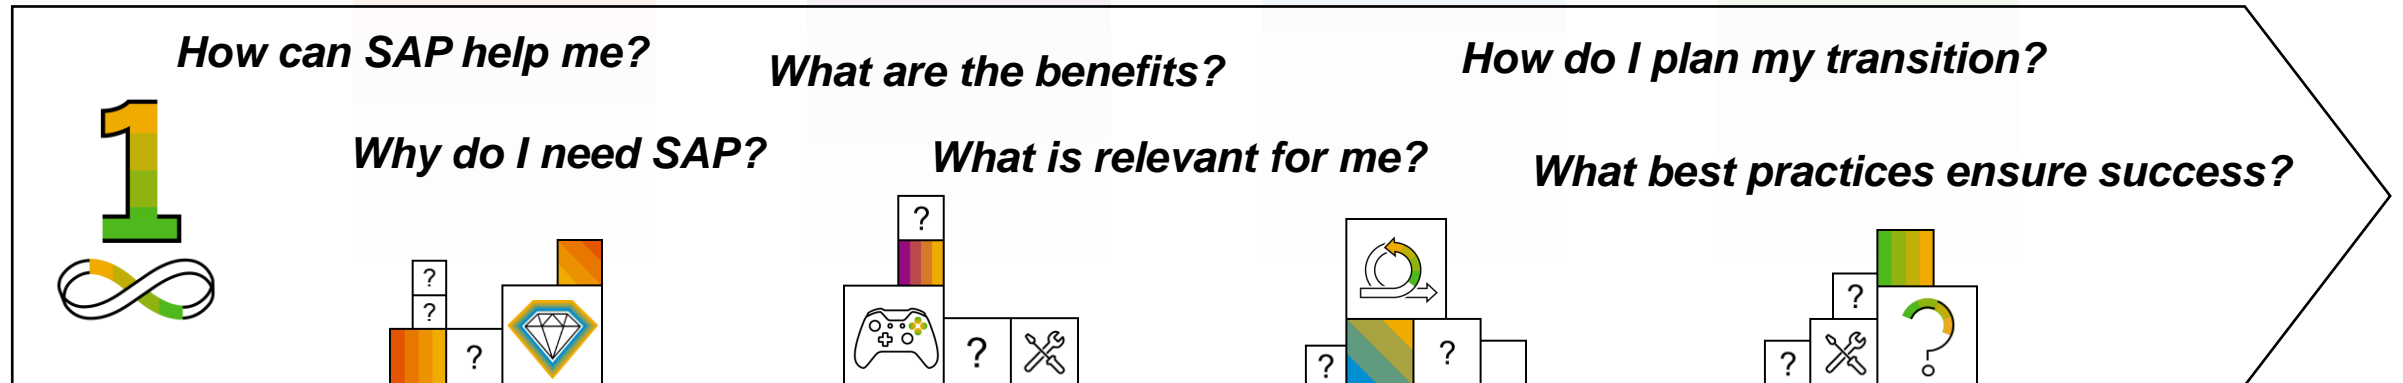 How can SAP help me?
What are the benefits?
How do I plan my transition?
1
Why do I need SAP?
What is relevant for me?
What best practices ensure success?
?
?
?
?
?
?
?
?
?
?
?